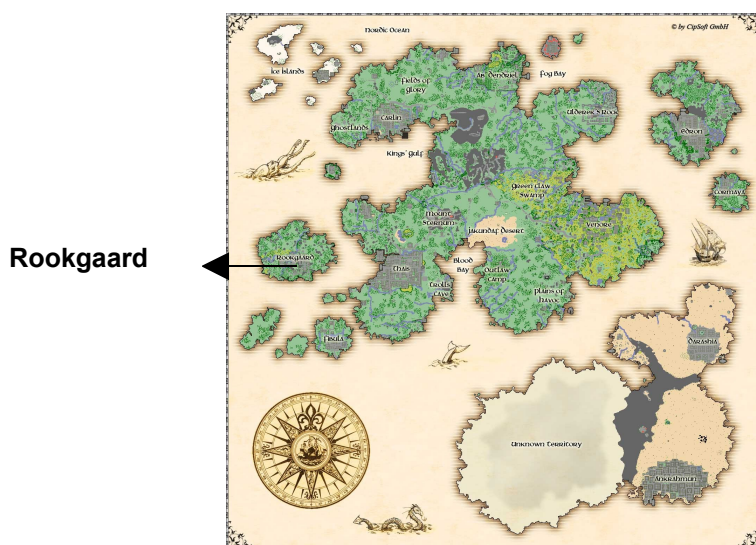 © by CipSoft GmbH
Nordic Ocean
Ice Islands
Fields of
Glory
Ab'Dendriel
Fog Bay
Ghostlands
Carlin
Ulderek's Rock
Edron
Kings' Gulf
Green Claw
Swamp
Cormaya
Mount
Sternum
Jakundaf Desert
Venore
Rookgaard
Rookgaard
Thais
Blood
Bay
Outlaw
Camp
Trolls
Cave
Plains of
Havoc
Fibula
Darashia
Unknown Territory
Ankrahmun